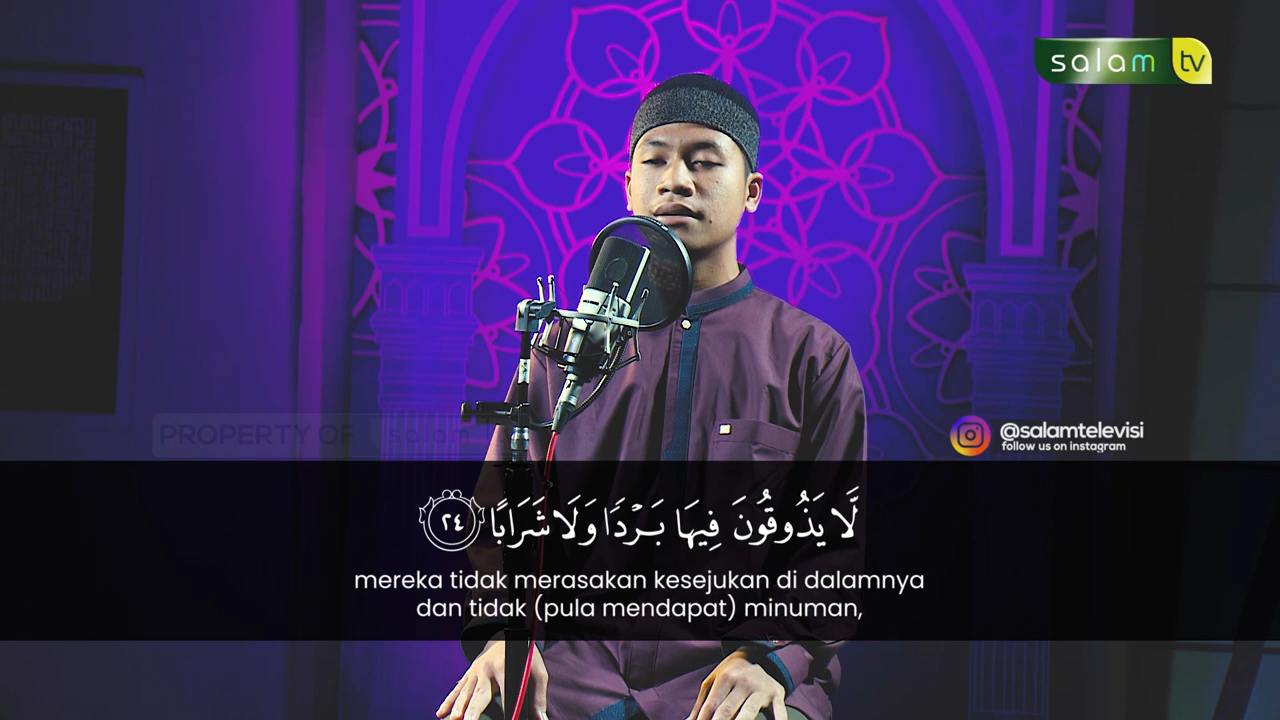 salam tv
PROPERTY OF salam
@salamtelevisi
follow us on instagram
لَّا يَذُوقُونَ فِيهَا بَرْدًا وَلَا شَرَابًا ٢٤
mereka tidak merasakan kesejukan di dalamnya
dan tidak (pula mendapat) minuman,